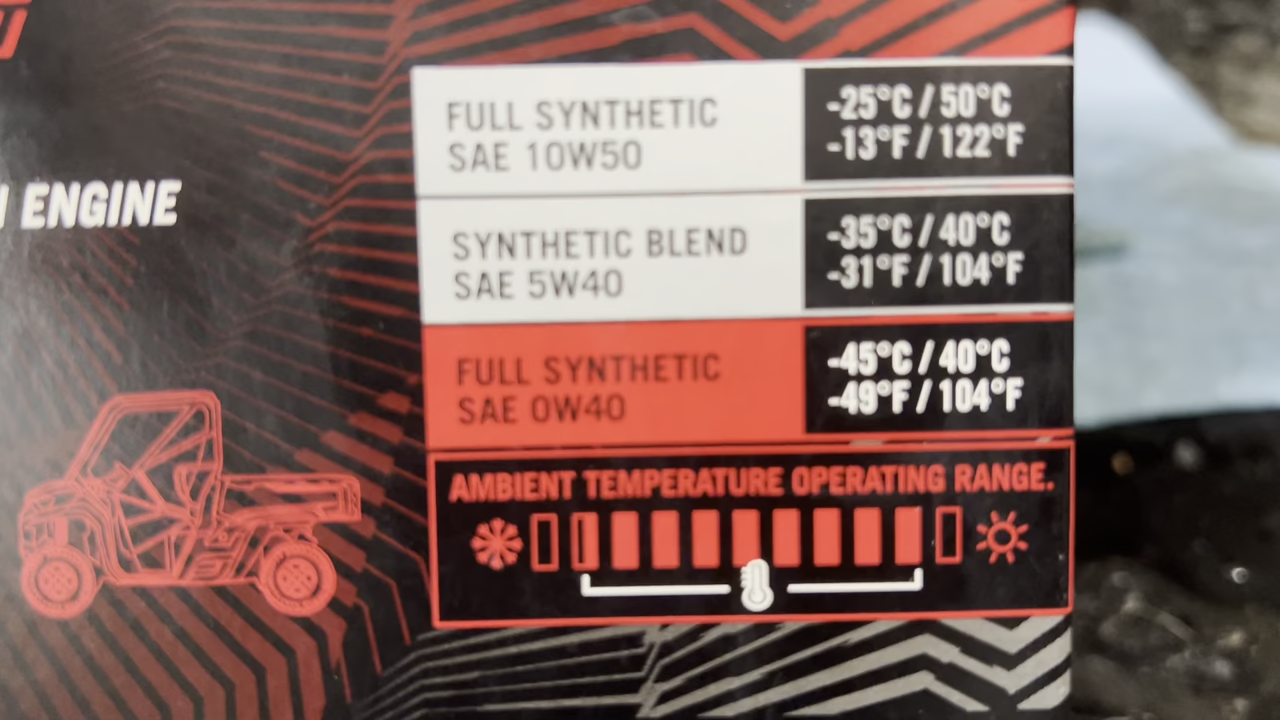 ENGINE
FULL SYNTHETIC
SAE 10W50
-25°C / 50°C
-13°F / 122°F
SYNTHETIC BLEND
SAE 5W40
-35°C / 40°C
-31°F / 104°F
FULL SYNTHETIC
SAE 0W40
-45°C / 40°C
-49°F / 104°F
AMBIENT TEMPERATURE OPERATING RANGE.